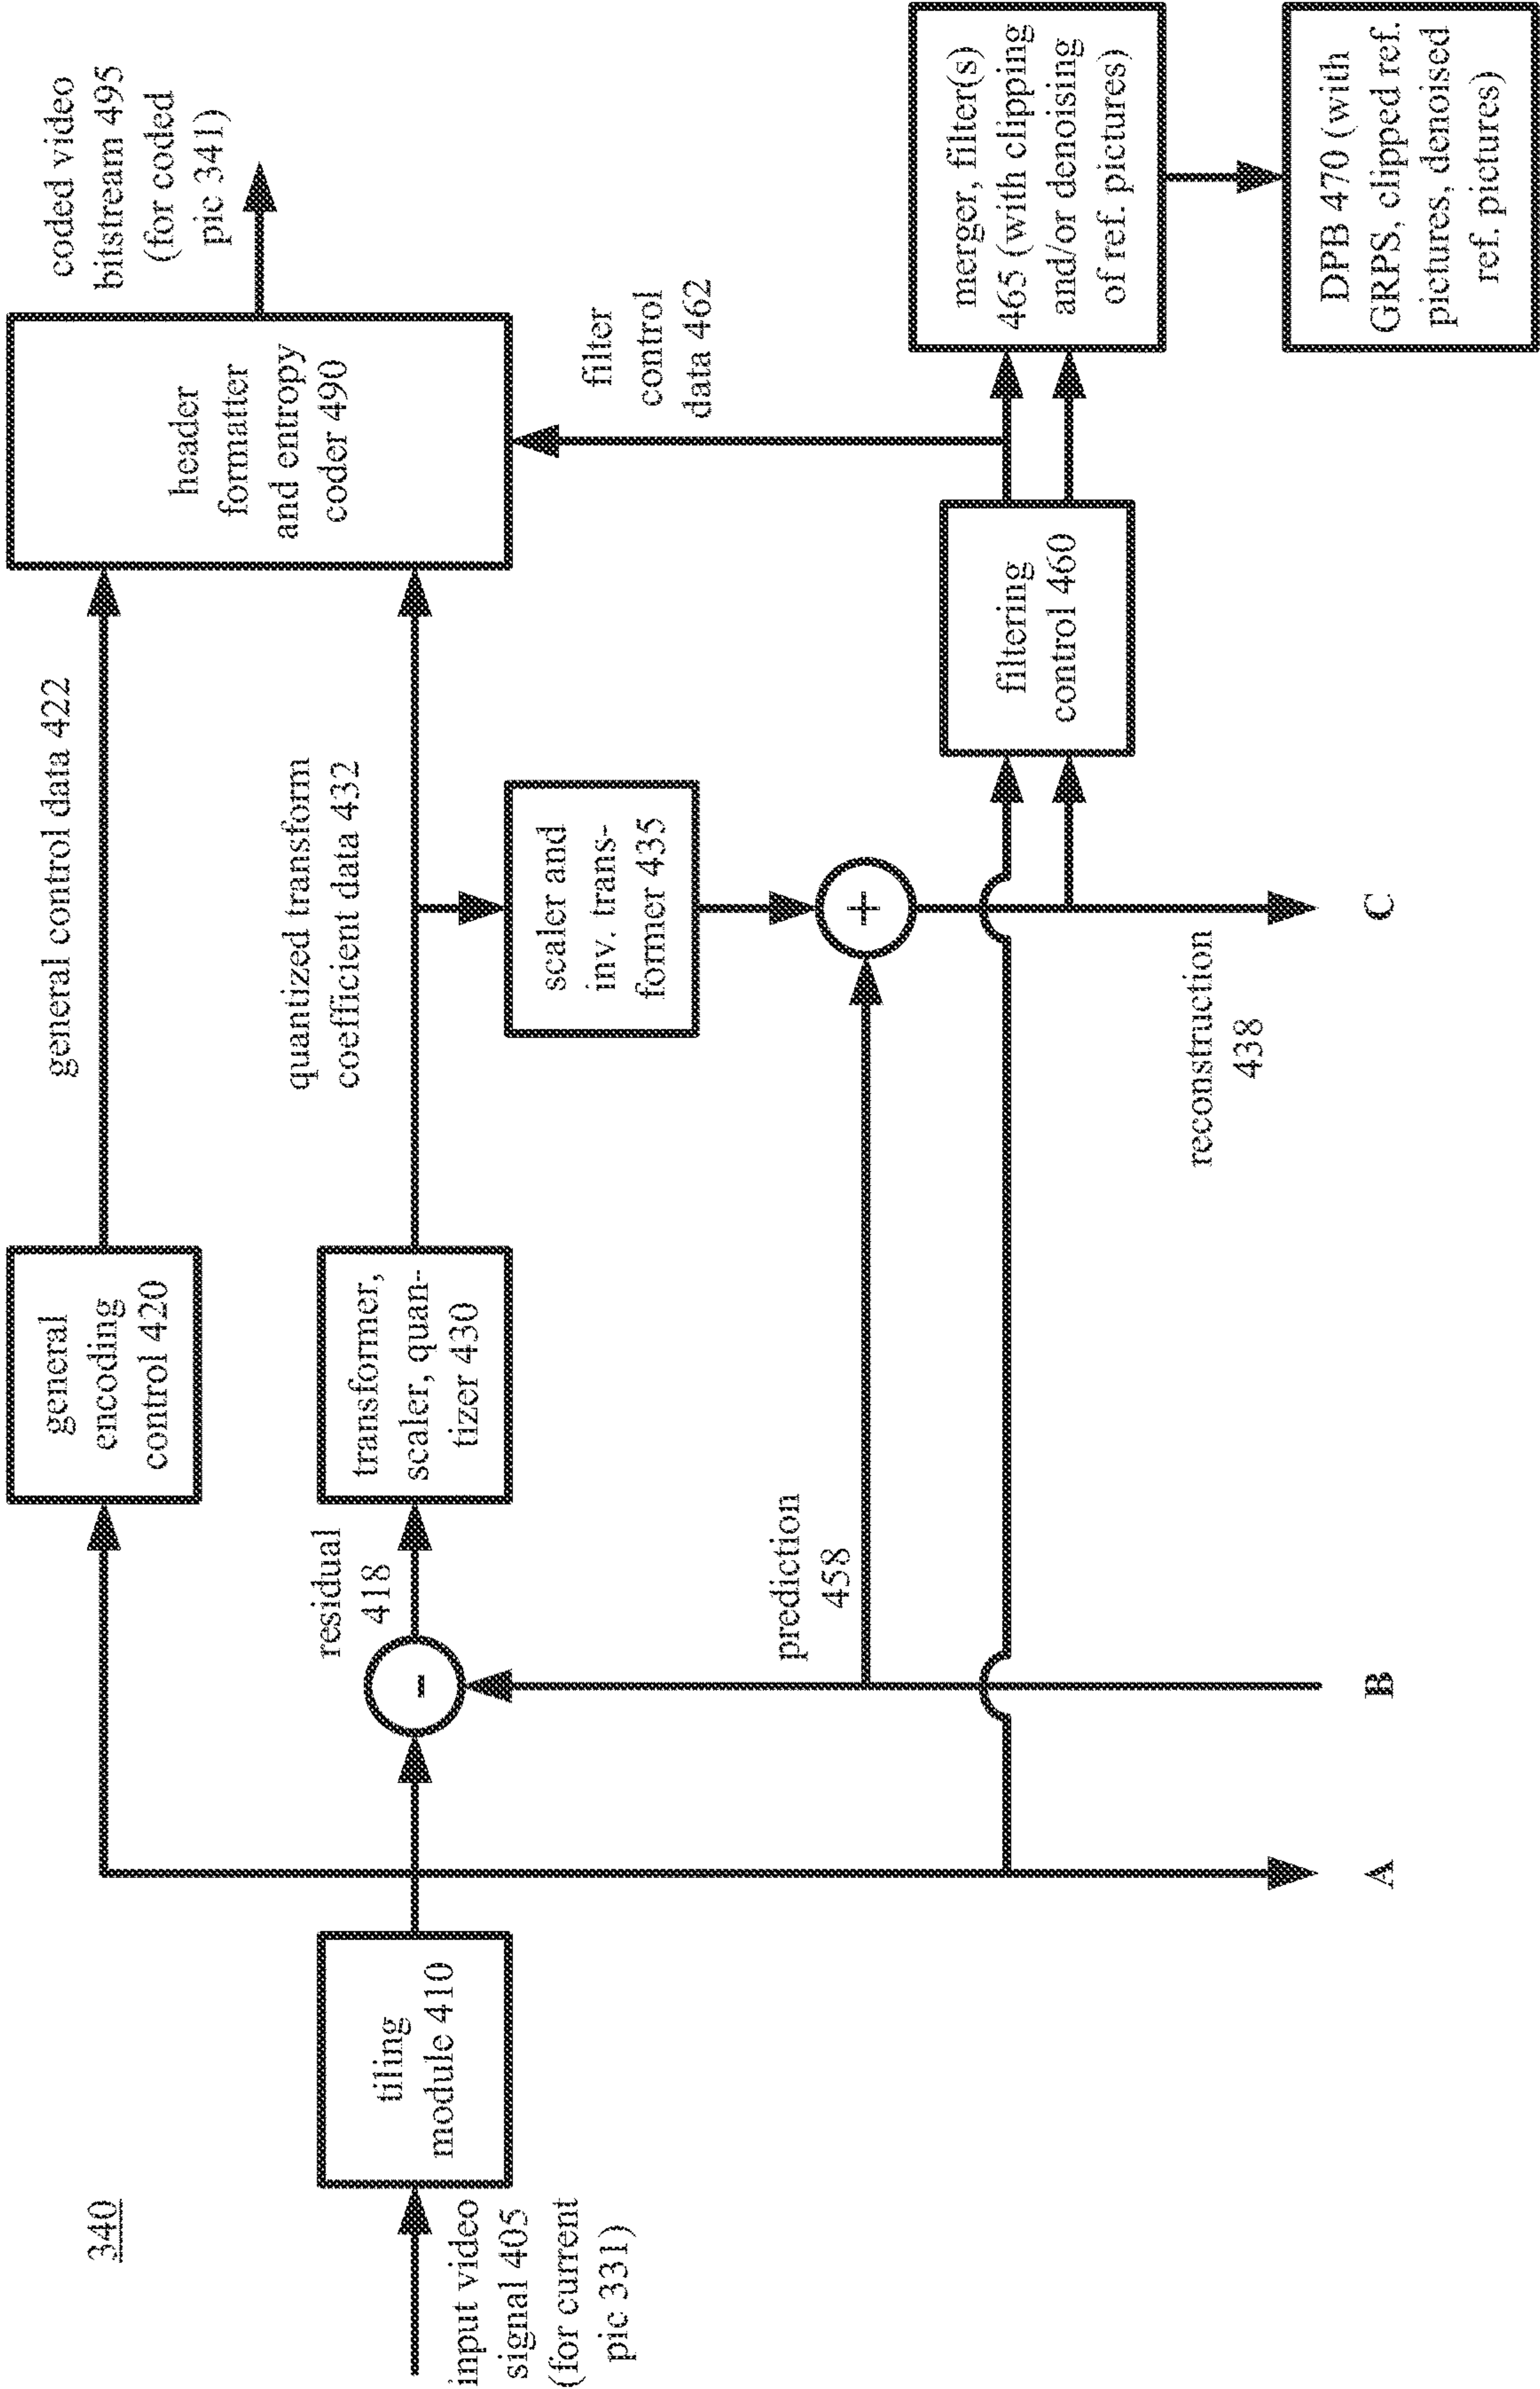 340
input video
signal 405
(for current
pic 331)
tiling
module 410
general
encoding
control 420
general control data 422
residual
418
-
transformer,
scaler, quan-
tizer 430
quantized transform
coefficient data 432
header
formatter
and entropy
coder 490
coded video
bitstream 495
(for coded
pic 341)
scaler and
inv. trans-
former 435
filter
control
data 462
prediction
458
+
filtering
control 460
merger, filter(s)
465 (with clipping
and/or denoising
of ref. pictures)
reconstruction
438
DPB 470 (with
GRPS, clipped ref.
pictures, denoised
ref. pictures)
A
B
C